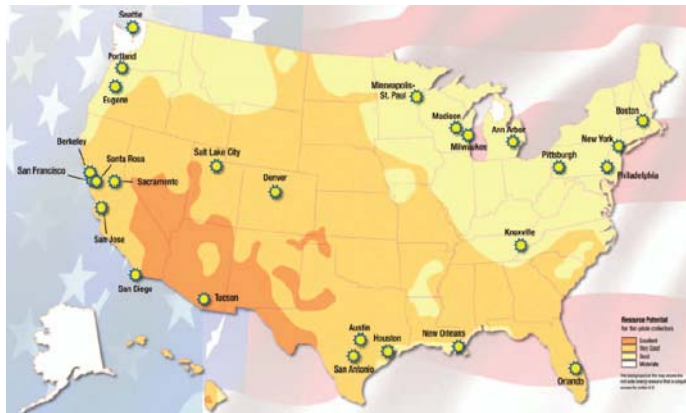 Seattle
Portland
Eugene
Minneapolis-
St. Paul
Madison
Milwaukee
Ann Arbor
Boston
New York
Pittsburgh
Philadelphia
Berkeley
Santa Rosa
San Francisco
Sacramento
Salt Lake City
Denver
San Jose
Knoxville
San Diego
Tucson
Austin
Houston
New Orleans
San Antonio
Orlando
Resource Potential
for flat-plate collectors
Excellent
Very Good
Good
Moderate